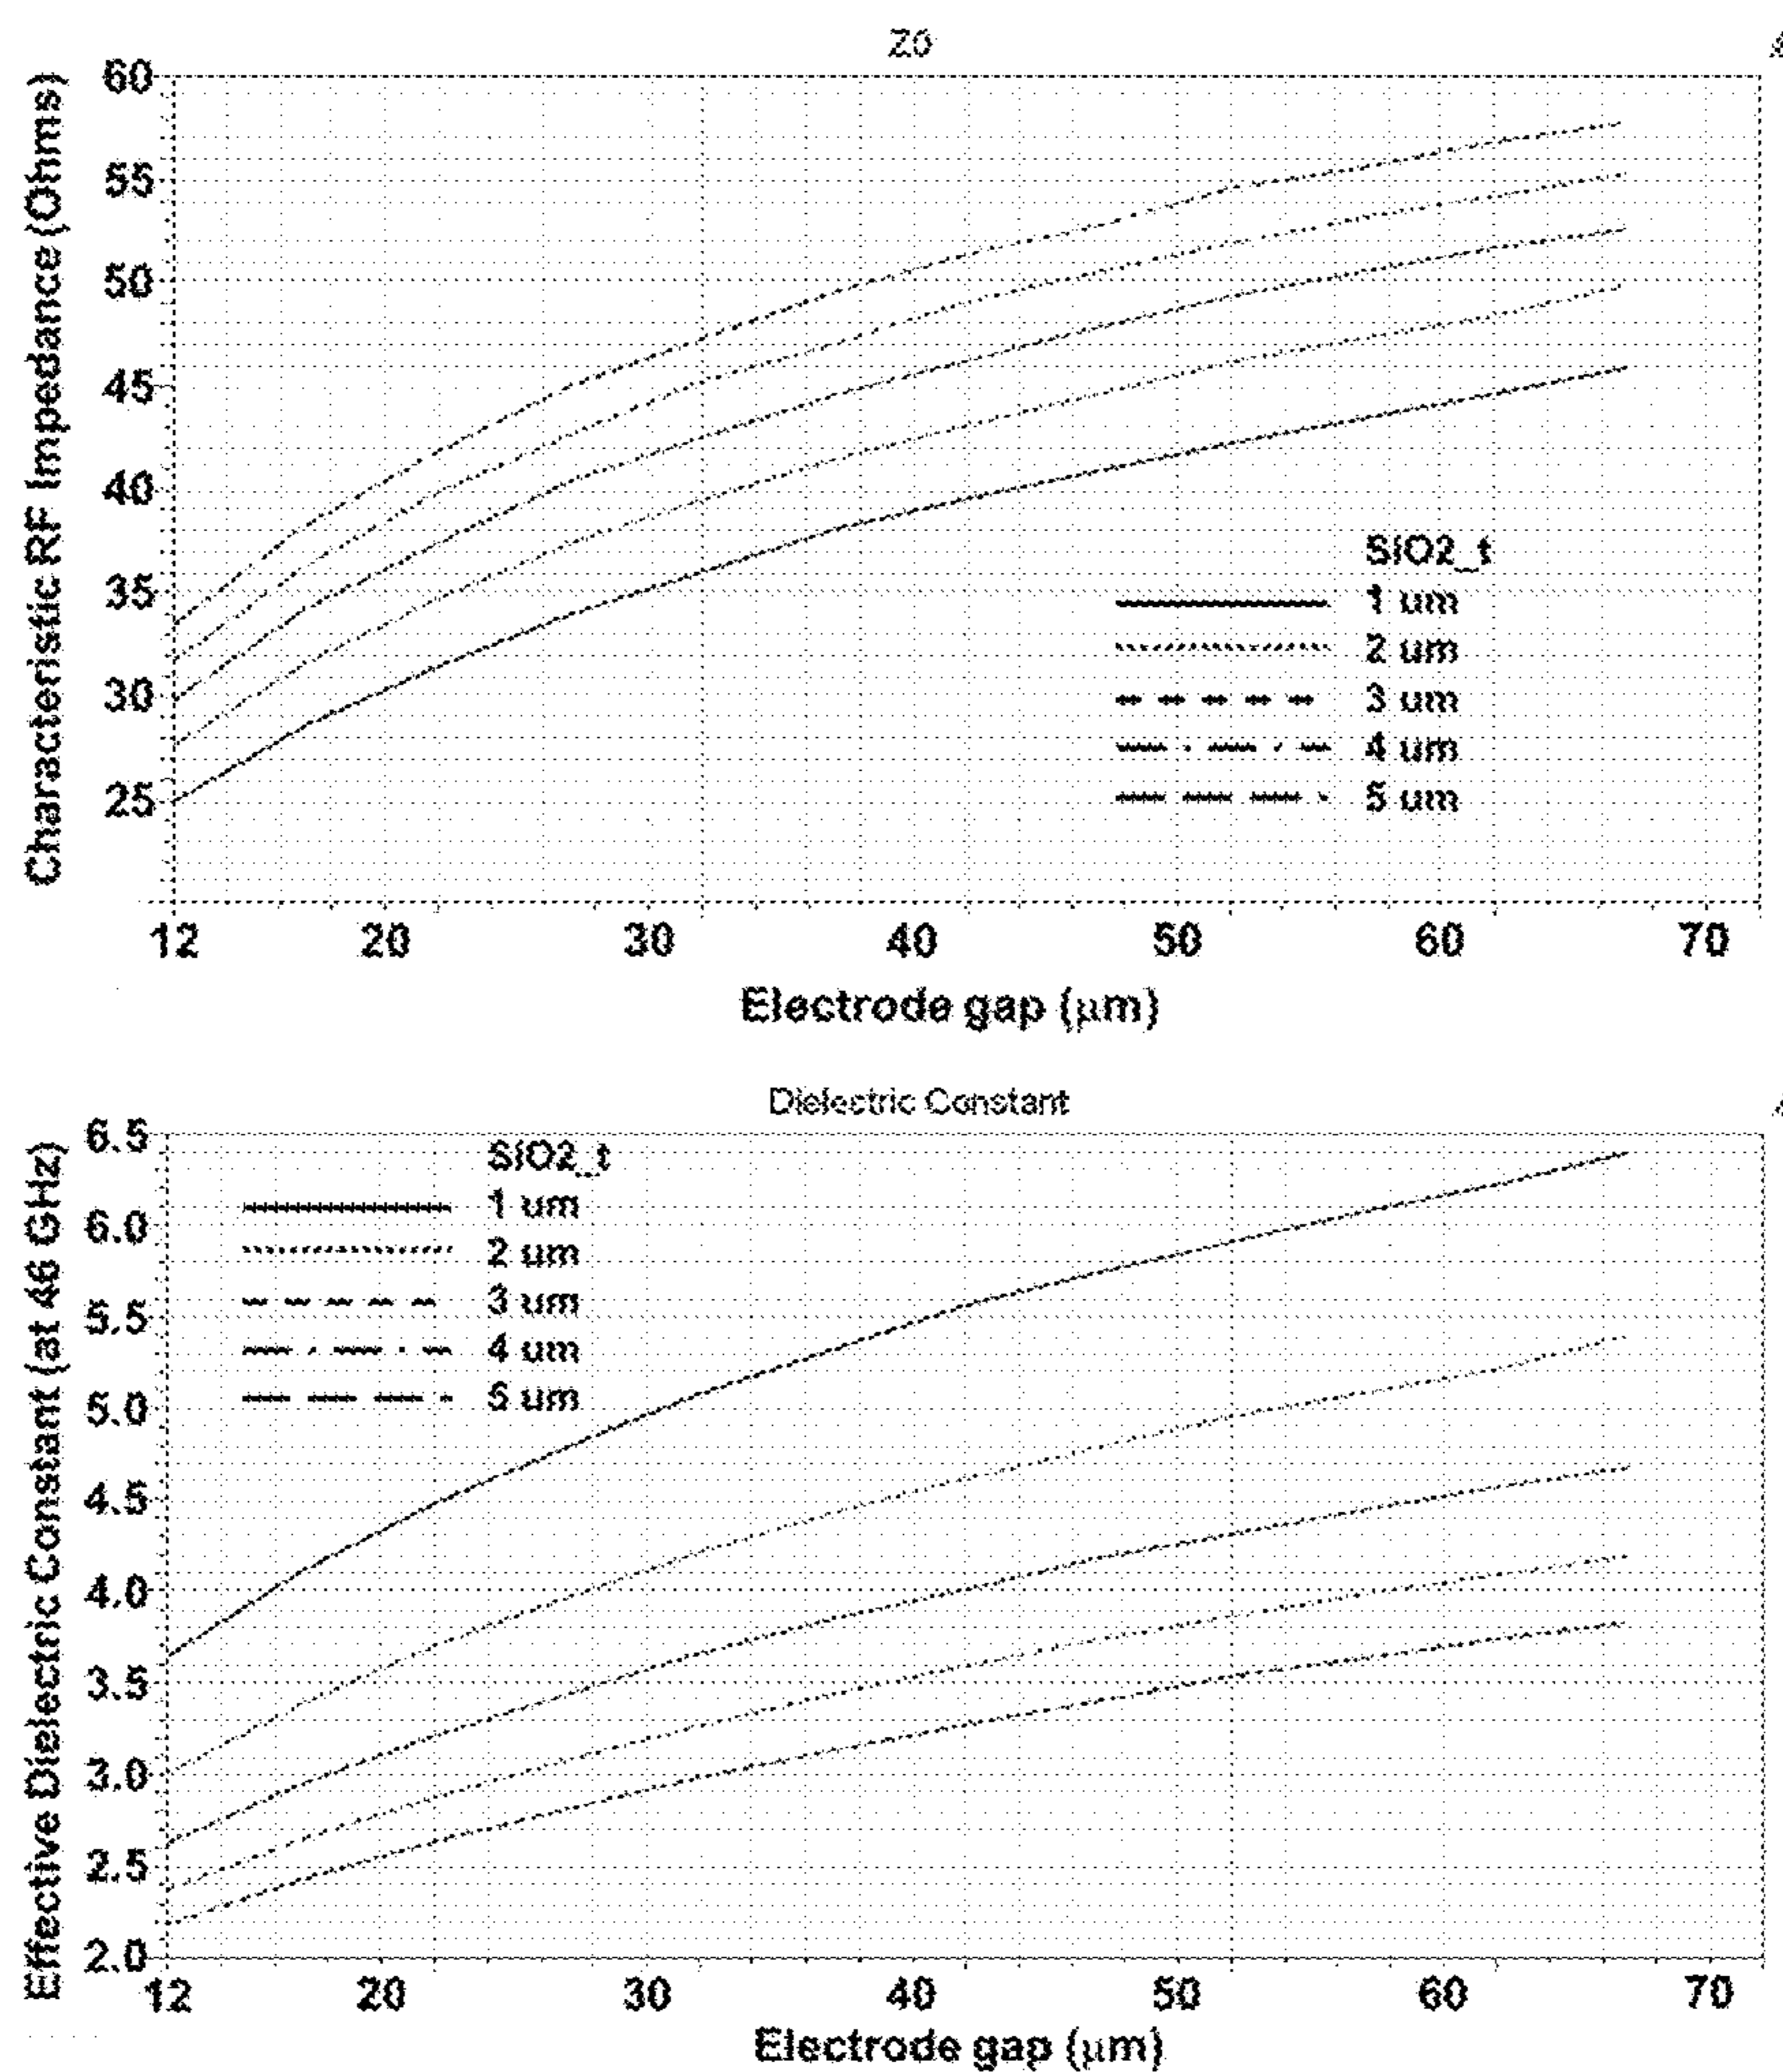 Z0
Characteristic RF Impedance (Ohms)
60
55
50
45
40
35
30
25
SiO2_t
1 um
2 um
3 um
4 um
5 um
12 20 30 40 50 60 70
Electrode gap (μm)
Dielectric Constant
Effective Dielectric Constant (at 46 GHz)
6.5
6.0
5.5
5.0
4.5
4.0
3.5
3.0
2.5
2.0
SiO2_t
1 um
2 um
3 um
4 um
5 um
12 20 30 40 50 60 70
Electrode gap (μm)